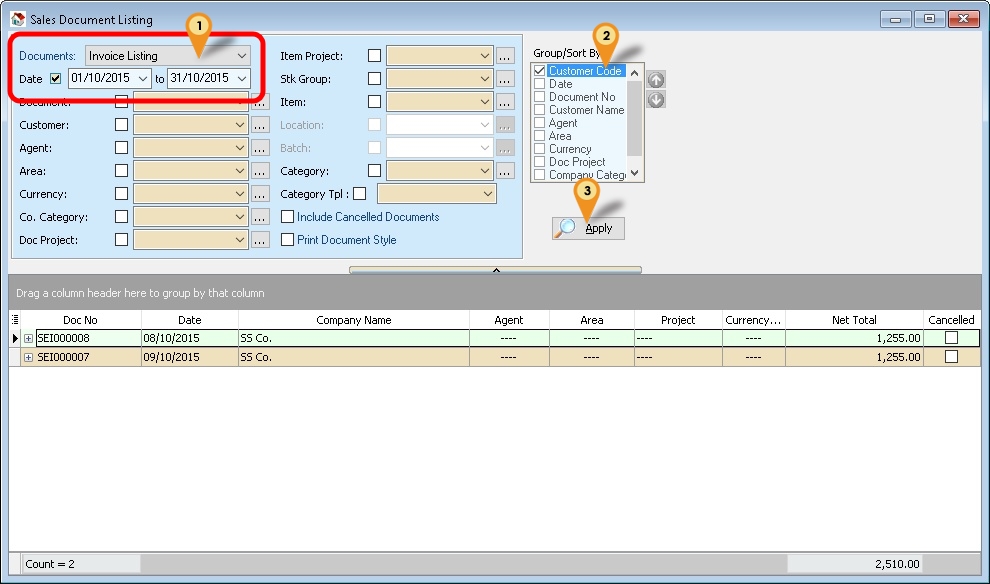 Sales Document Listing
1
Documents: Invoice Listing
Date 01/10/2015 to 31/10/2015
Document:
Customer:
Agent:
Area:
Currency:
Co. Category:
Doc Project:
Item Project:
Stk Group:
Item:
Location:
Batch:
Category:
Category Tpl :
Include Cancelled Documents
Print Document Style
2
Group/Sort By
Customer Code
Date
Document No
Customer Name
Agent
Area
Currency
Doc Project
Company Categ
3
Apply
Drag a column header here to group by that column
Doc No Date Company Name Agent Area Project Currency... Net Total Cancelled
SEI000008 08/10/2015 SS Co. ---- ---- ---- ---- 1,255.00
SEI000007 09/10/2015 SS Co. ---- ---- ---- ---- 1,255.00
Count = 2 2,510.00